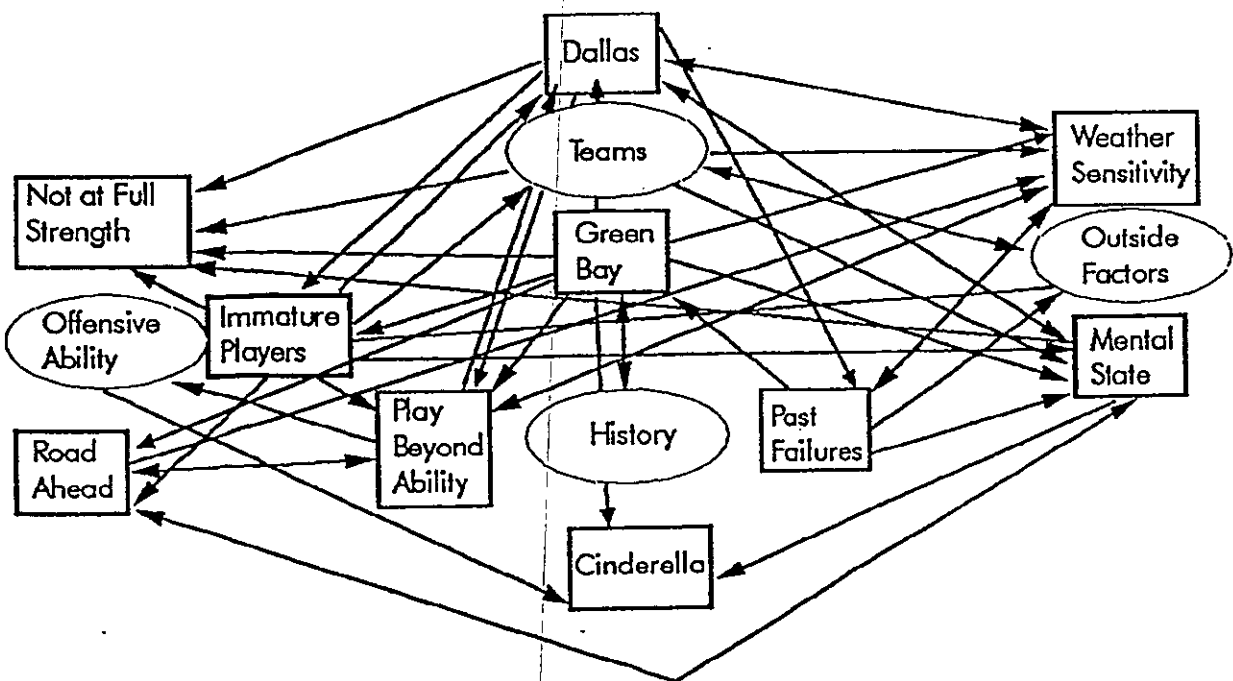 Dallas
Teams
Weather
Sensitivity
Not at Full
Strength
Green
Bay
Outside
Factors
Offensive
Ability
Immature
Players
Mental
State
Play
Beyond
Ability
History
Past
Failures
Road
Ahead
Cinderella